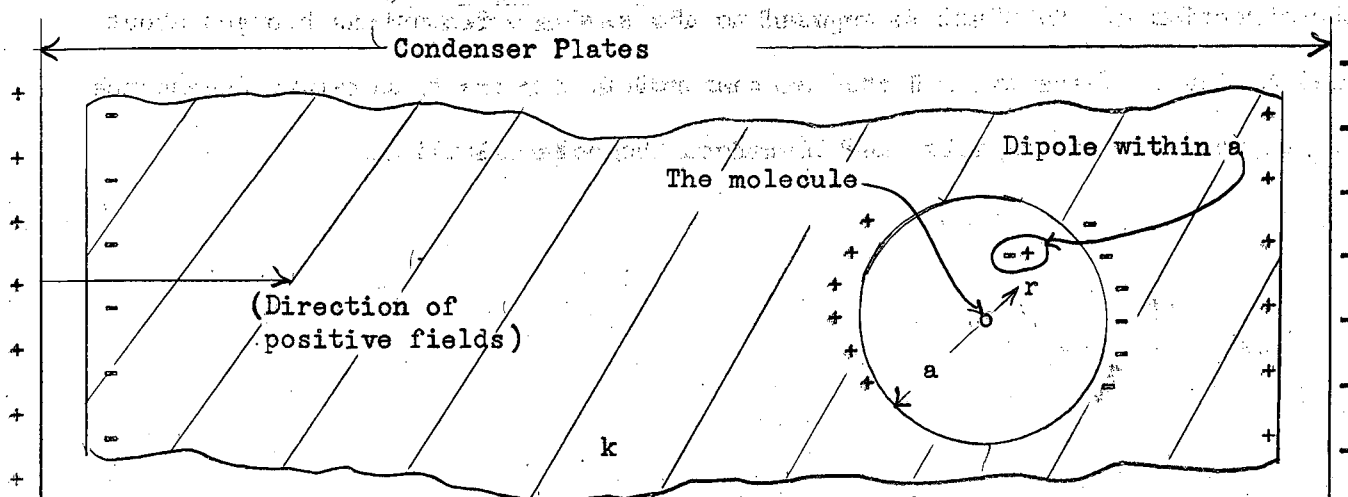 Condenser Plates
Dipole within a
The molecule
r
(Direction of
positive fields)
a
k